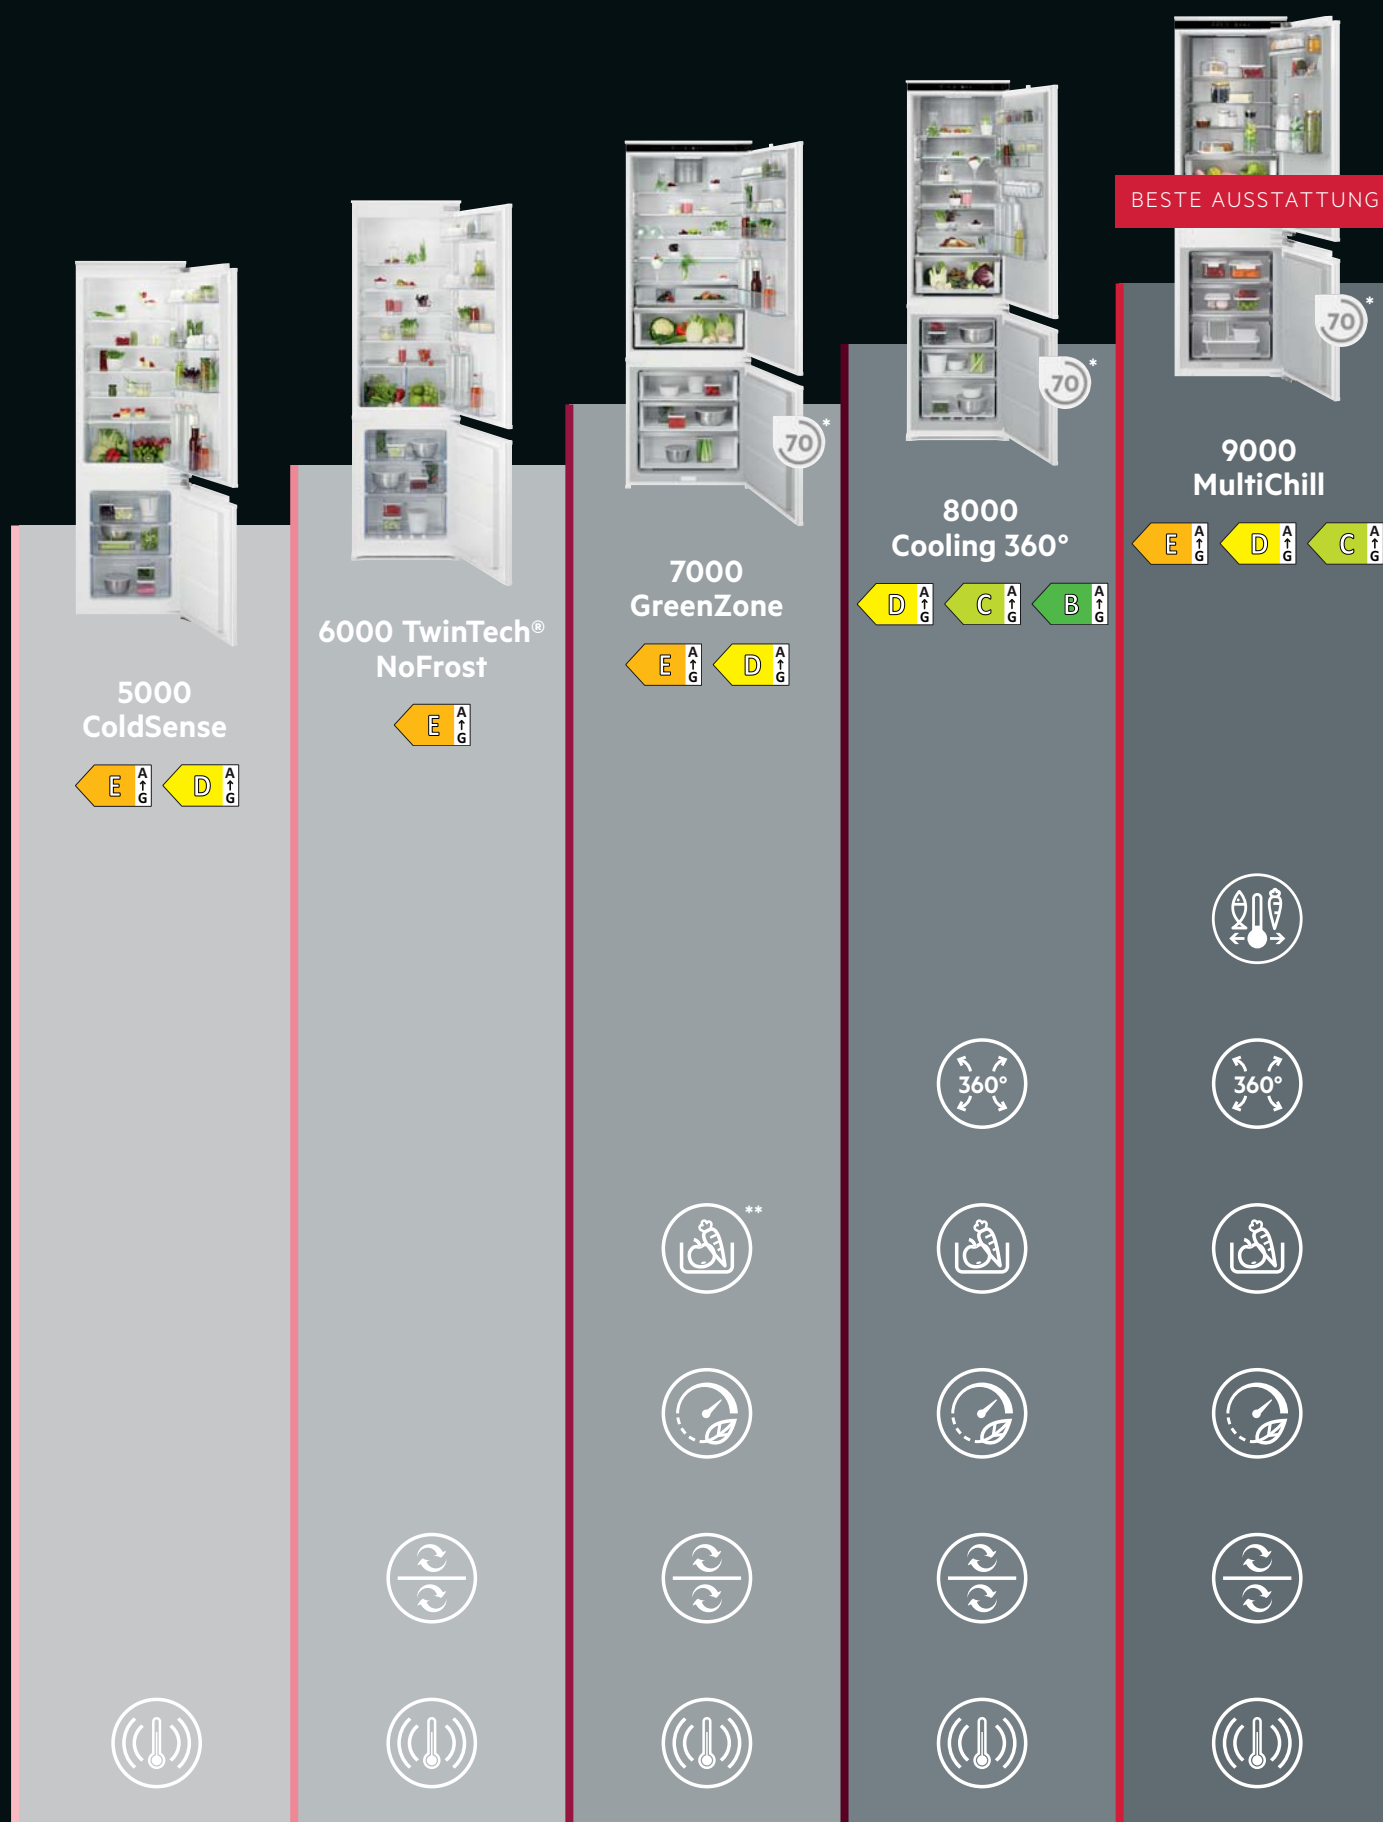 BESTE AUSSTATTUNG
70*
70*
70*
9000
MultiChill
E A↑G D A↑G C A↑G
8000
Cooling 360°
D A↑G C A↑G B A↑G
7000
GreenZone
E A↑G D A↑G
6000 TwinTech®
NoFrost
E A↑G
5000
ColdSense
E A↑G D A↑G
360° 360°
**